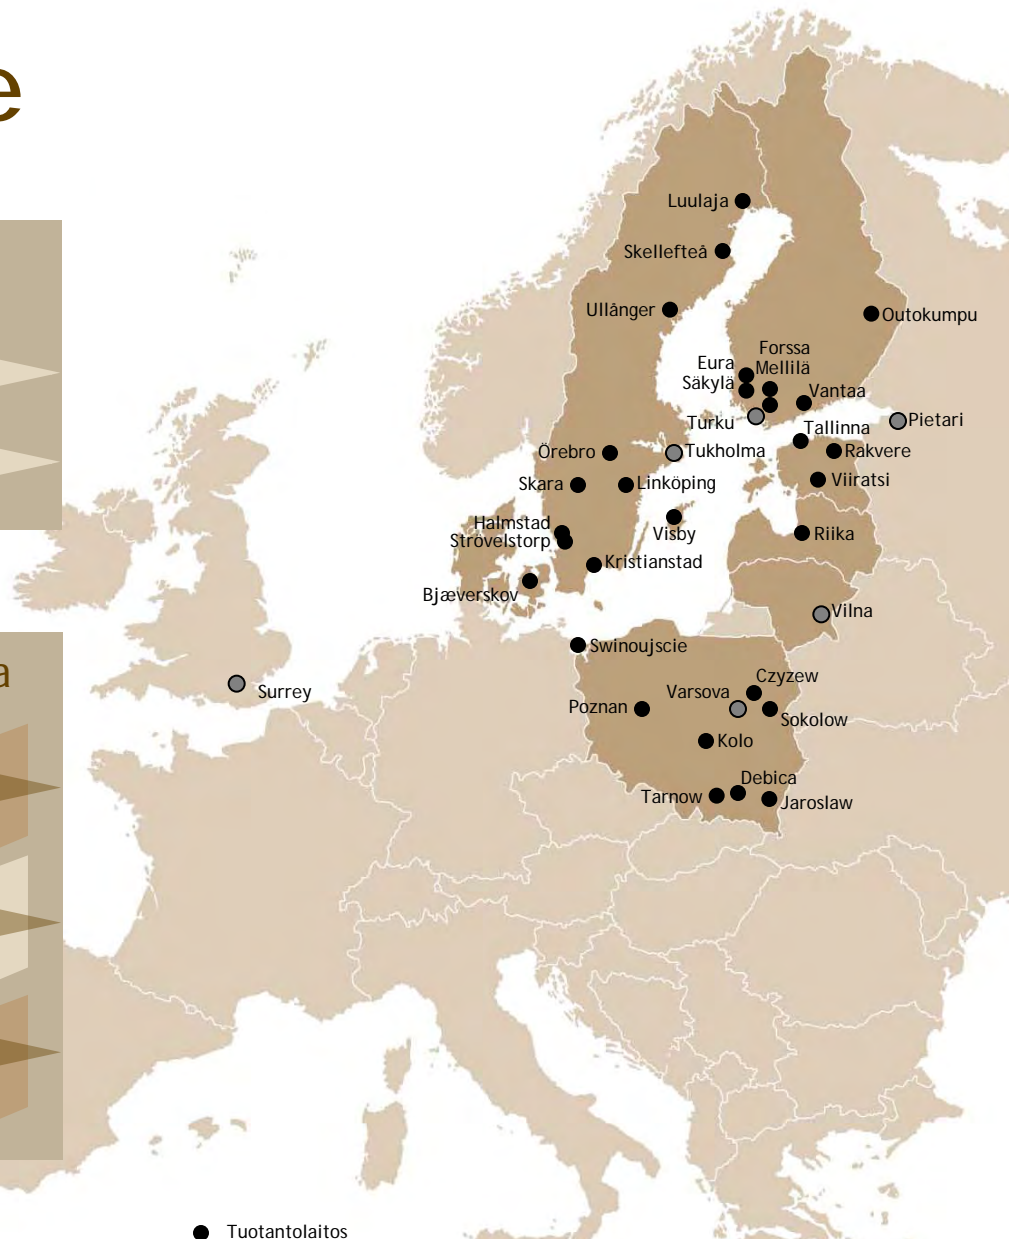 e
a
Luulaja
Skellefteå
Ullånger
Outokumpu
Forssa
Eura
Mellilä
Säkylä
Vantaa
Turku
Pietari
Tallinna
Örebro
Tukholma
Rakvere
Skara
Linköping
Viiratsi
Halmstad
Visby
Riika
Strövelstorp
Kristianstad
Bjæverskov
Vilna
Swinoujscie
Czyzew
Surrey
Varsova
Poznan
Sokolow
Kolo
Debica
Tarnow
Jaroslaw
Tuotantolaitos